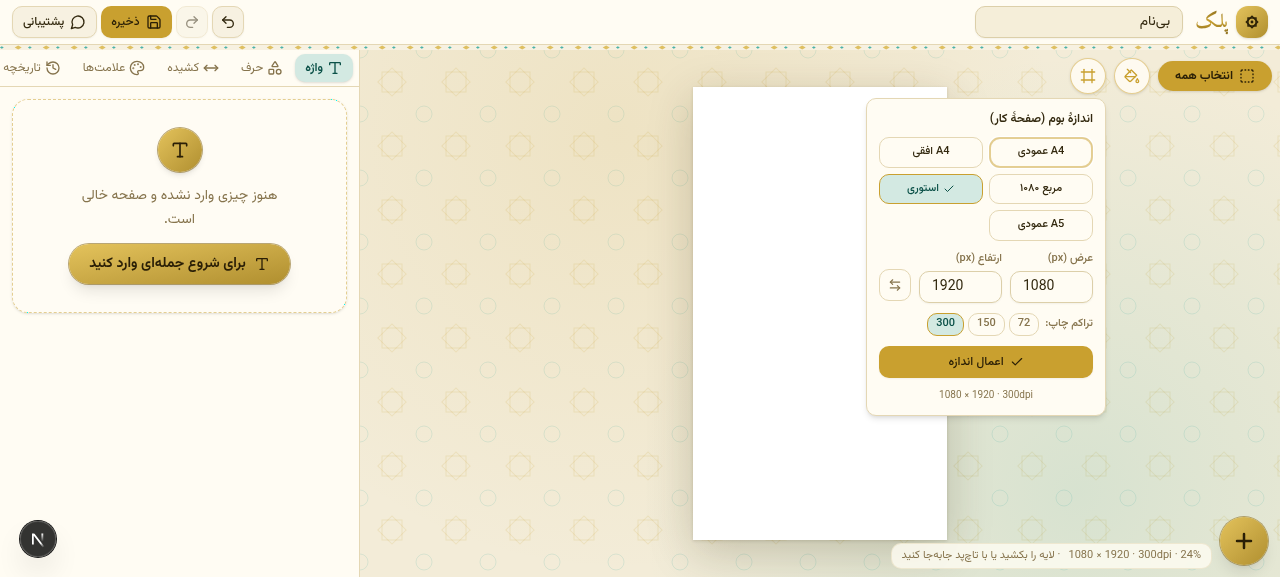 پلک
بی‌نام
ذخیره
پشتیبانی
انتخاب همه
واژه
حرف
کشیده
علامت‌ها
تاریخچه
اندازهٔ بوم (صفحهٔ کار)
A4 عمودی
A4 افقی
مربع ۱۰۸۰
استوری
A5 عمودی
عرض (px)
ارتفاع (px)
1080
1920
تراکم چاپ:
72
150
300
اعمال اندازه
1080 × 1920 · 300dpi
هنوز چیزی وارد نشده و صفحه خالی
است.
برای شروع جمله‌ای وارد کنید
N
1080 × 1920 · 300dpi · 24% · لایه را بکشید یا با تاچ‌پد جابه‌جا کنید